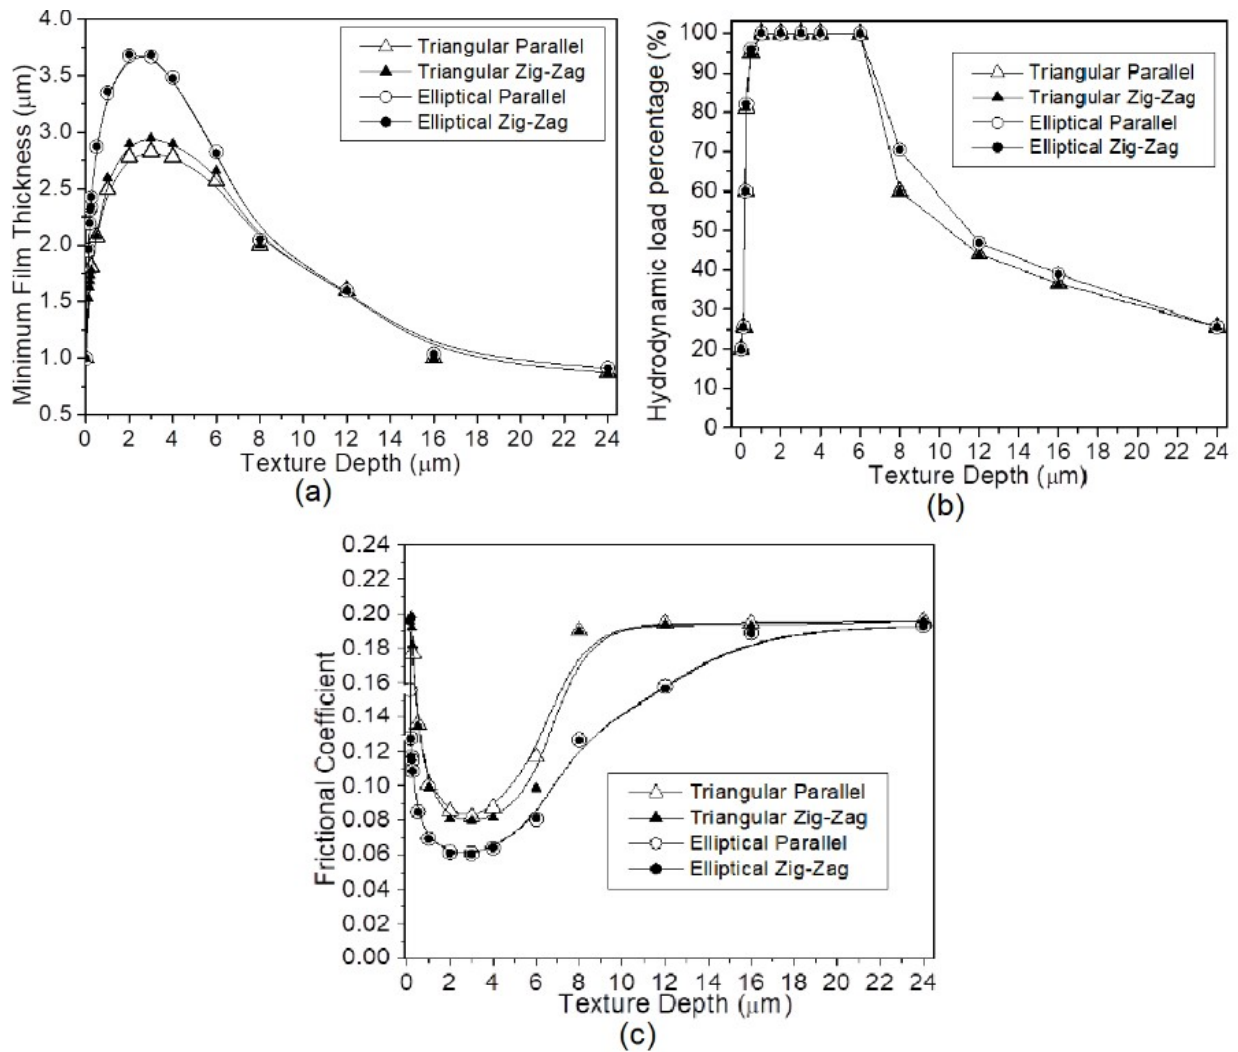 4.0
3.5
3.0
2.5
2.0
1.5
1.0
0.5
Minimum Film Thickness (μm)
Triangular Parallel
Triangular Zig-Zag
Elliptical Parallel
Elliptical Zig-Zag
0 2 4 6 8 10 12 14 16 18 20 22 24
Texture Depth (μm)
(a)
100
90
80
70
60
50
40
30
20
10
0
Hydrodynamic load percentage (%)
Triangular Parallel
Triangular Zig-Zag
Elliptical Parallel
Elliptical Zig-Zag
0 2 4 6 8 10 12 14 16 18 20 22 24
Texture Depth (μm)
(b)
0.24
0.22
0.20
0.18
0.16
0.14
0.12
0.10
0.08
0.06
0.04
0.02
0.00
Frictional Coefficient
Triangular Parallel
Triangular Zig-Zag
Elliptical Parallel
Elliptical Zig-Zag
0 2 4 6 8 10 12 14 16 18 20 22 24
Texture Depth (μm)
(c)